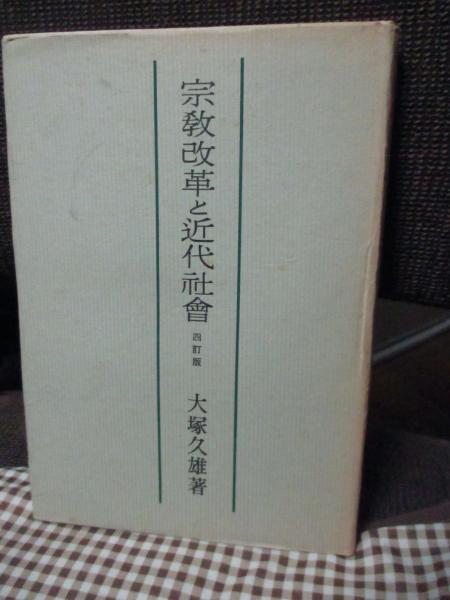 宗教改革と近代社會
四訂版
大塚久雄著